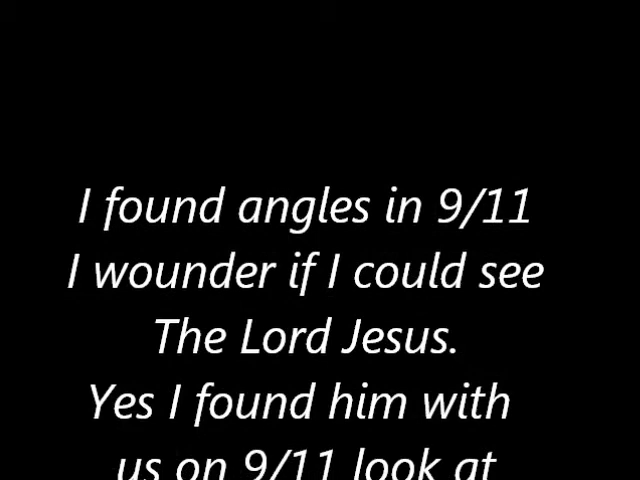 I found angles in 9/11
I wounder if I could see
The Lord Jesus.
Yes I found him with
us on 9/11 look at